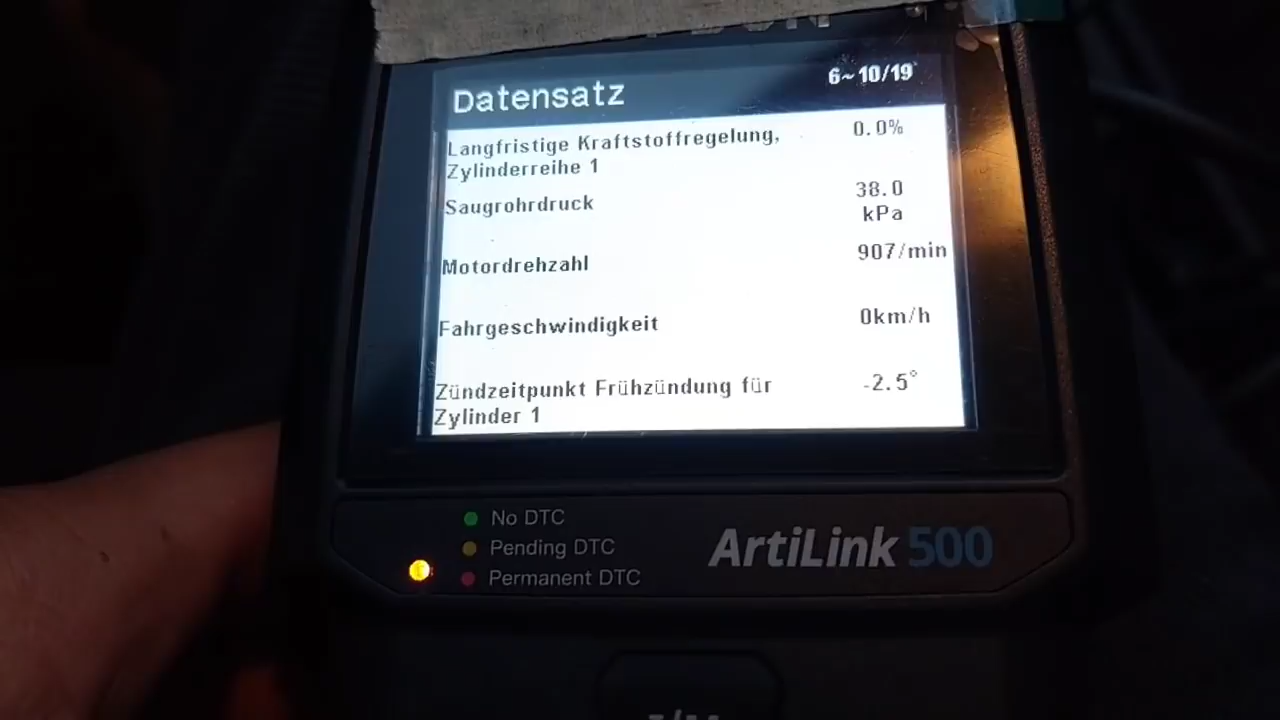 Datensatz 6~10/19
Langfristige Kraftstoffregelung, 0.0%
Zylinderreihe 1
Saugrohrdruck 38.0
kPa
Motordrehzahl 907/min
Fahrgeschwindigkeit 0km/h
Zündzeitpunkt Frühzündung für -2.5°
Zylinder 1
No DTC
Pending DTC
Permanent DTC
ArtiLink 500